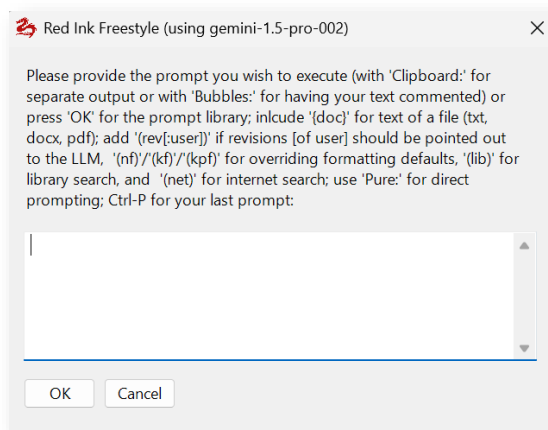 Red Ink Freestyle (using gemini-1.5-pro-002)
Please provide the prompt you wish to execute (with 'Clipboard:' for
separate output or with 'Bubbles:' for having your text commented) or
press 'OK' for the prompt library; inlcude '{doc}' for text of a file (txt,
docx, pdf); add '(rev[:user])' if revisions [of user] should be pointed out
to the LLM,  '(nf)'/'(kf)'/'(kpf)' for overriding formatting defaults, '(lib)' for
library search, and  '(net)' for internet search; use 'Pure:' for direct
prompting; Ctrl-P for your last prompt:
OK Cancel